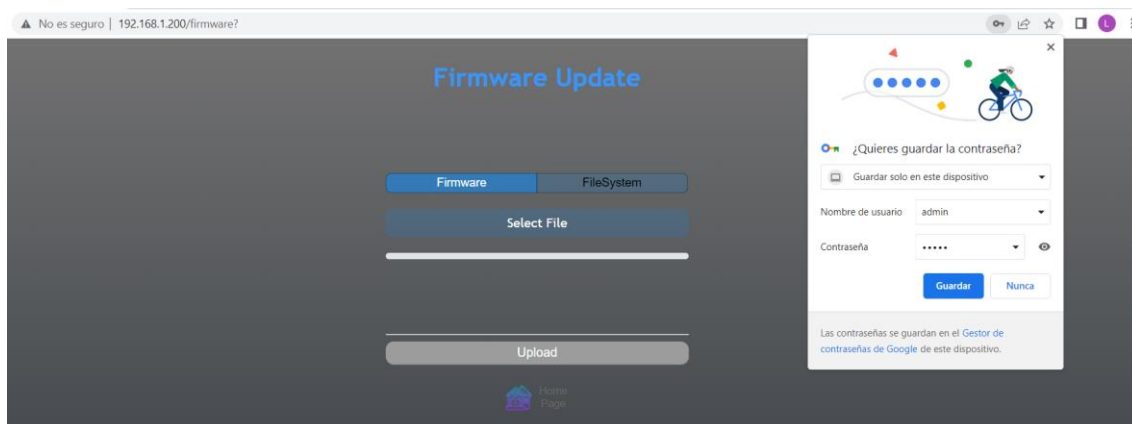 No es seguro | 192.168.1.200/firmware?
L
Firmware Update
Firmware FileSystem
Select File
Upload
Home
Page
¿Quieres guardar la contraseña?
Guardar solo en este dispositivo
Nombre de usuario admin
Contraseña •••••
Guardar Nunca
Las contraseñas se guardan en el Gestor de
contraseñas de Google de este dispositivo.